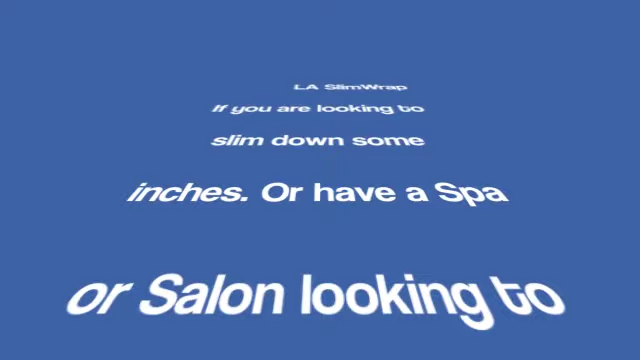 LA SlimWrap
If you are looking to
slim down some
inches. Or have a Spa
or Salon looking to